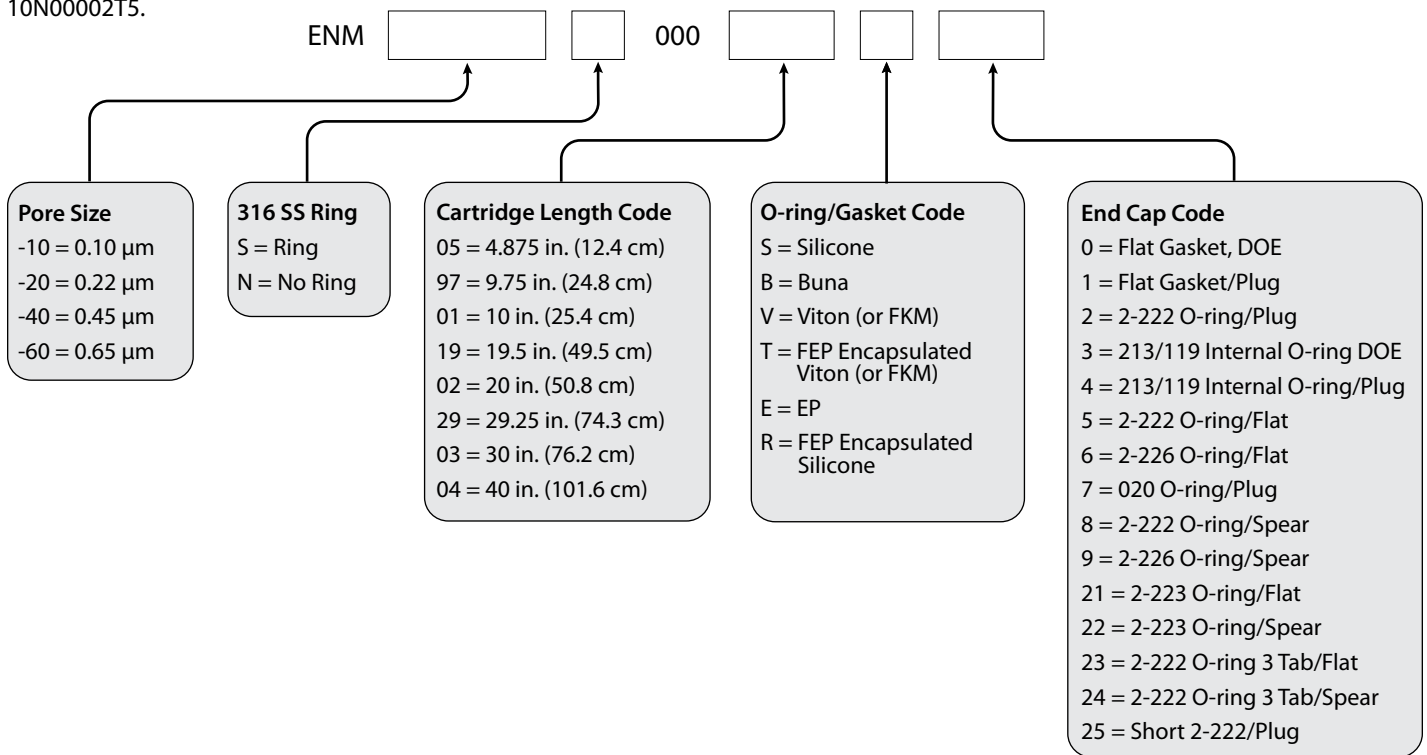 10N00002T5.
ENM 000
Pore Size
-10 = 0.10 µm
-20 = 0.22 µm
-40 = 0.45 µm
-60 = 0.65 µm
316 SS Ring
S = Ring
N = No Ring
Cartridge Length Code
05 = 4.875 in. (12.4 cm)
97 = 9.75 in. (24.8 cm)
01 = 10 in. (25.4 cm)
19 = 19.5 in. (49.5 cm)
02 = 20 in. (50.8 cm)
29 = 29.25 in. (74.3 cm)
03 = 30 in. (76.2 cm)
04 = 40 in. (101.6 cm)
O-ring/Gasket Code
S = Silicone
B = Buna
V = Viton (or FKM)
T = FEP Encapsulated
Viton (or FKM)
E = EP
R = FEP Encapsulated
Silicone
End Cap Code
0 = Flat Gasket, DOE
1 = Flat Gasket/Plug
2 = 2-222 O-ring/Plug
3 = 213/119 Internal O-ring DOE
4 = 213/119 Internal O-ring/Plug
5 = 2-222 O-ring/Flat
6 = 2-226 O-ring/Flat
7 = 020 O-ring/Plug
8 = 2-222 O-ring/Spear
9 = 2-226 O-ring/Spear
21 = 2-223 O-ring/Flat
22 = 2-223 O-ring/Spear
23 = 2-222 O-ring 3 Tab/Flat
24 = 2-222 O-ring 3 Tab/Spear
25 = Short 2-222/Plug